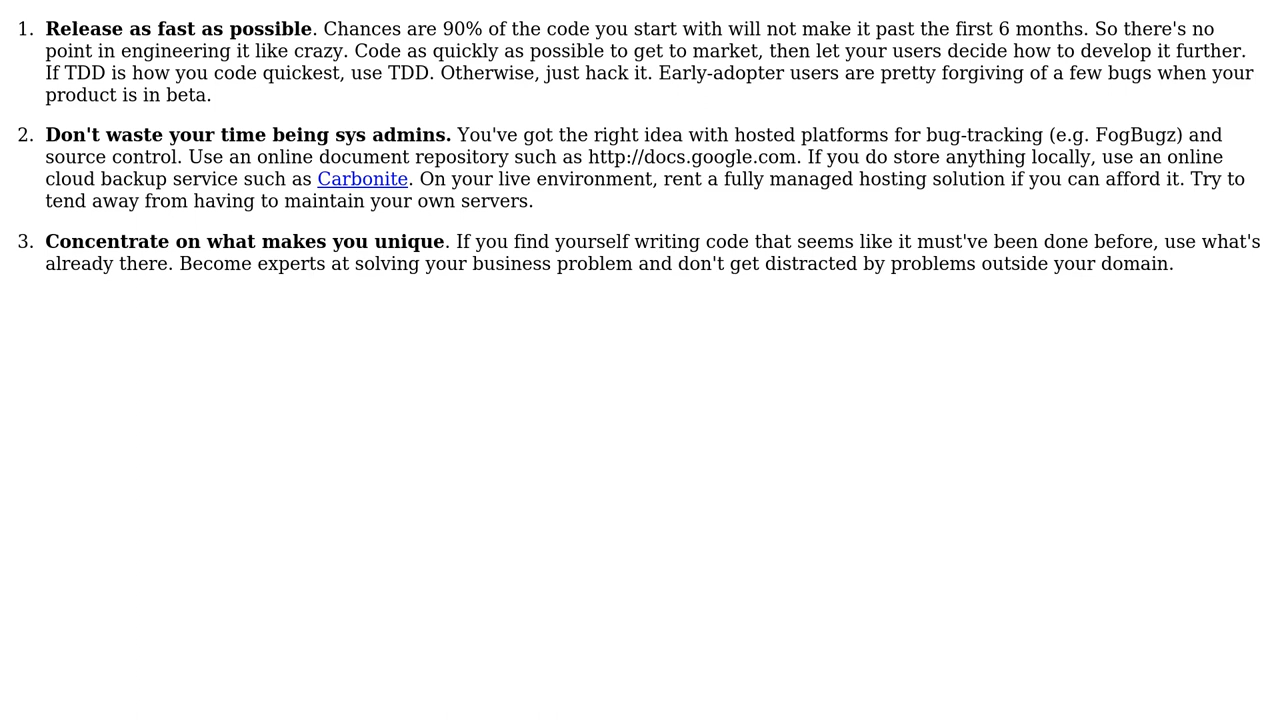 1. Release as fast as possible. Chances are 90% of the code you start with will not make it past the first 6 months. So there's no
point in engineering it like crazy. Code as quickly as possible to get to market, then let your users decide how to develop it further.
If TDD is how you code quickest, use TDD. Otherwise, just hack it. Early-adopter users are pretty forgiving of a few bugs when your
product is in beta.
2. Don't waste your time being sys admins. You've got the right idea with hosted platforms for bug-tracking (e.g. FogBugz) and
source control. Use an online document repository such as http://docs.google.com. If you do store anything locally, use an online
cloud backup service such as Carbonite. On your live environment, rent a fully managed hosting solution if you can afford it. Try to
tend away from having to maintain your own servers.
3. Concentrate on what makes you unique. If you find yourself writing code that seems like it must've been done before, use what's
already there. Become experts at solving your business problem and don't get distracted by problems outside your domain.